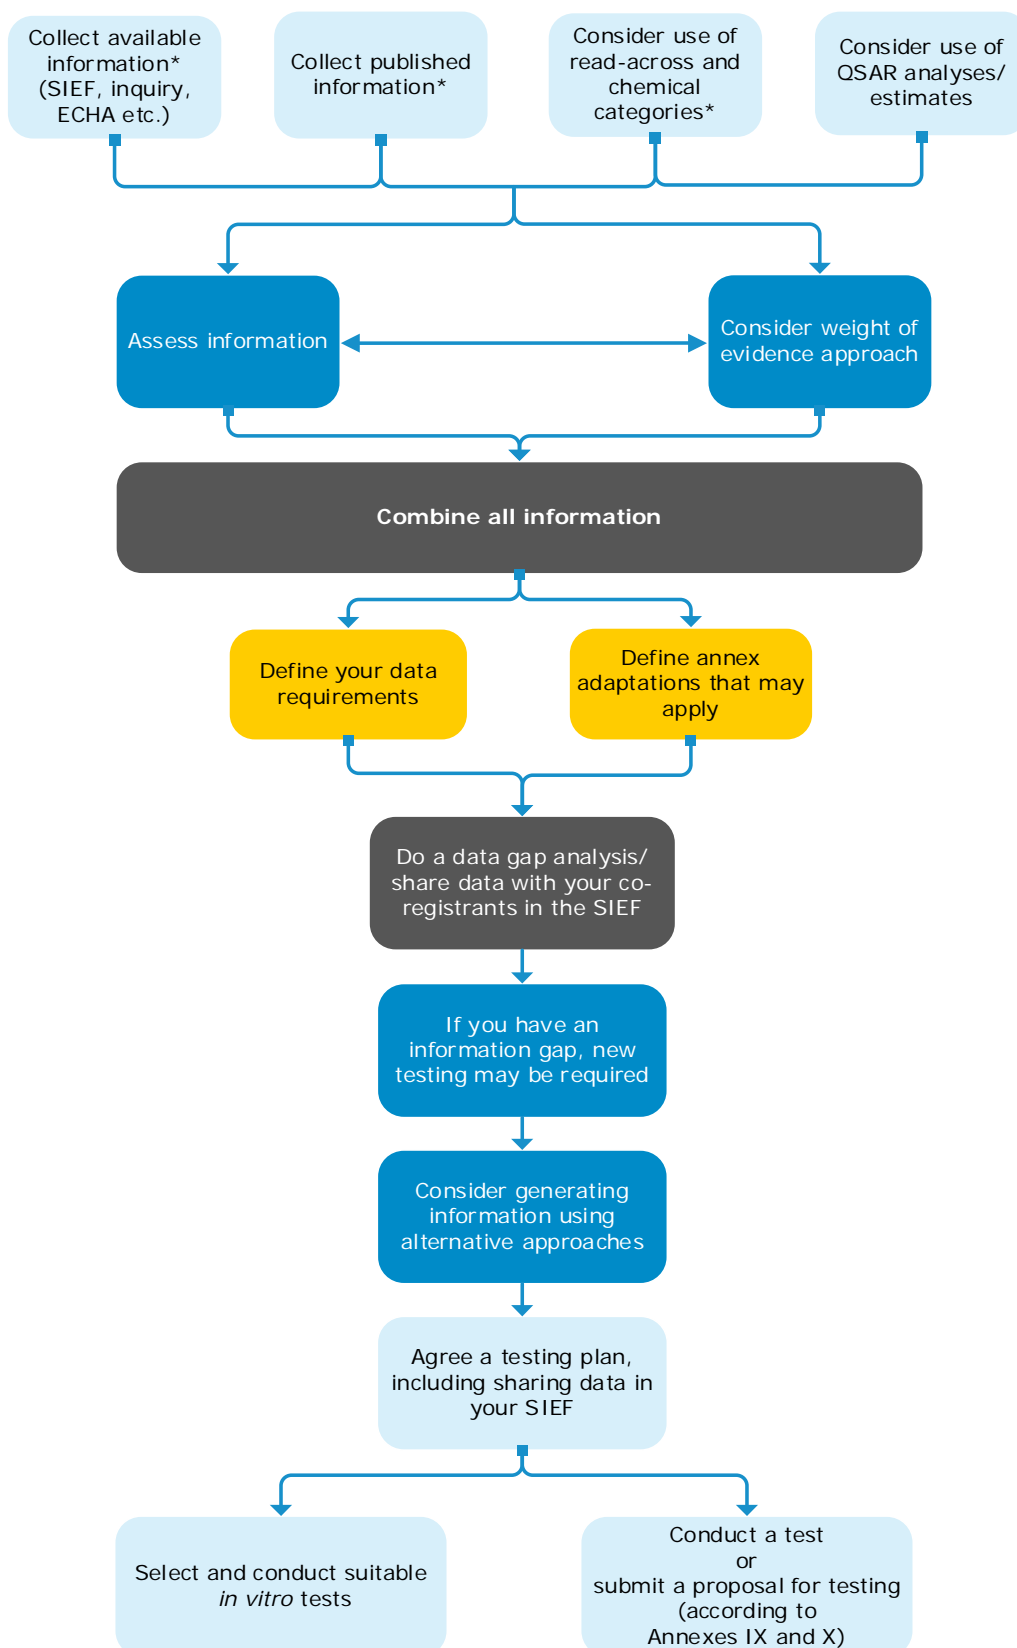 Collect available
information*
(SIEF, inquiry,
ECHA etc.)
Collect published
information*
Consider use of
read-across and
chemical
categories*
Consider use of
QSAR analyses/
estimates
Assess information
Consider weight of
evidence approach
Combine all information
Define your data
requirements
Define annex
adaptations that may
apply
Do a data gap analysis/
share data with your co-
registrants in the SIEF
If you have an
information gap, new
testing may be required
Consider generating
information using
alternative approaches
Agree a testing plan,
including sharing data in
your SIEF
Select and conduct suitable
in vitro tests
Conduct a test
or
submit a proposal for testing
(according to
Annexes IX and X)